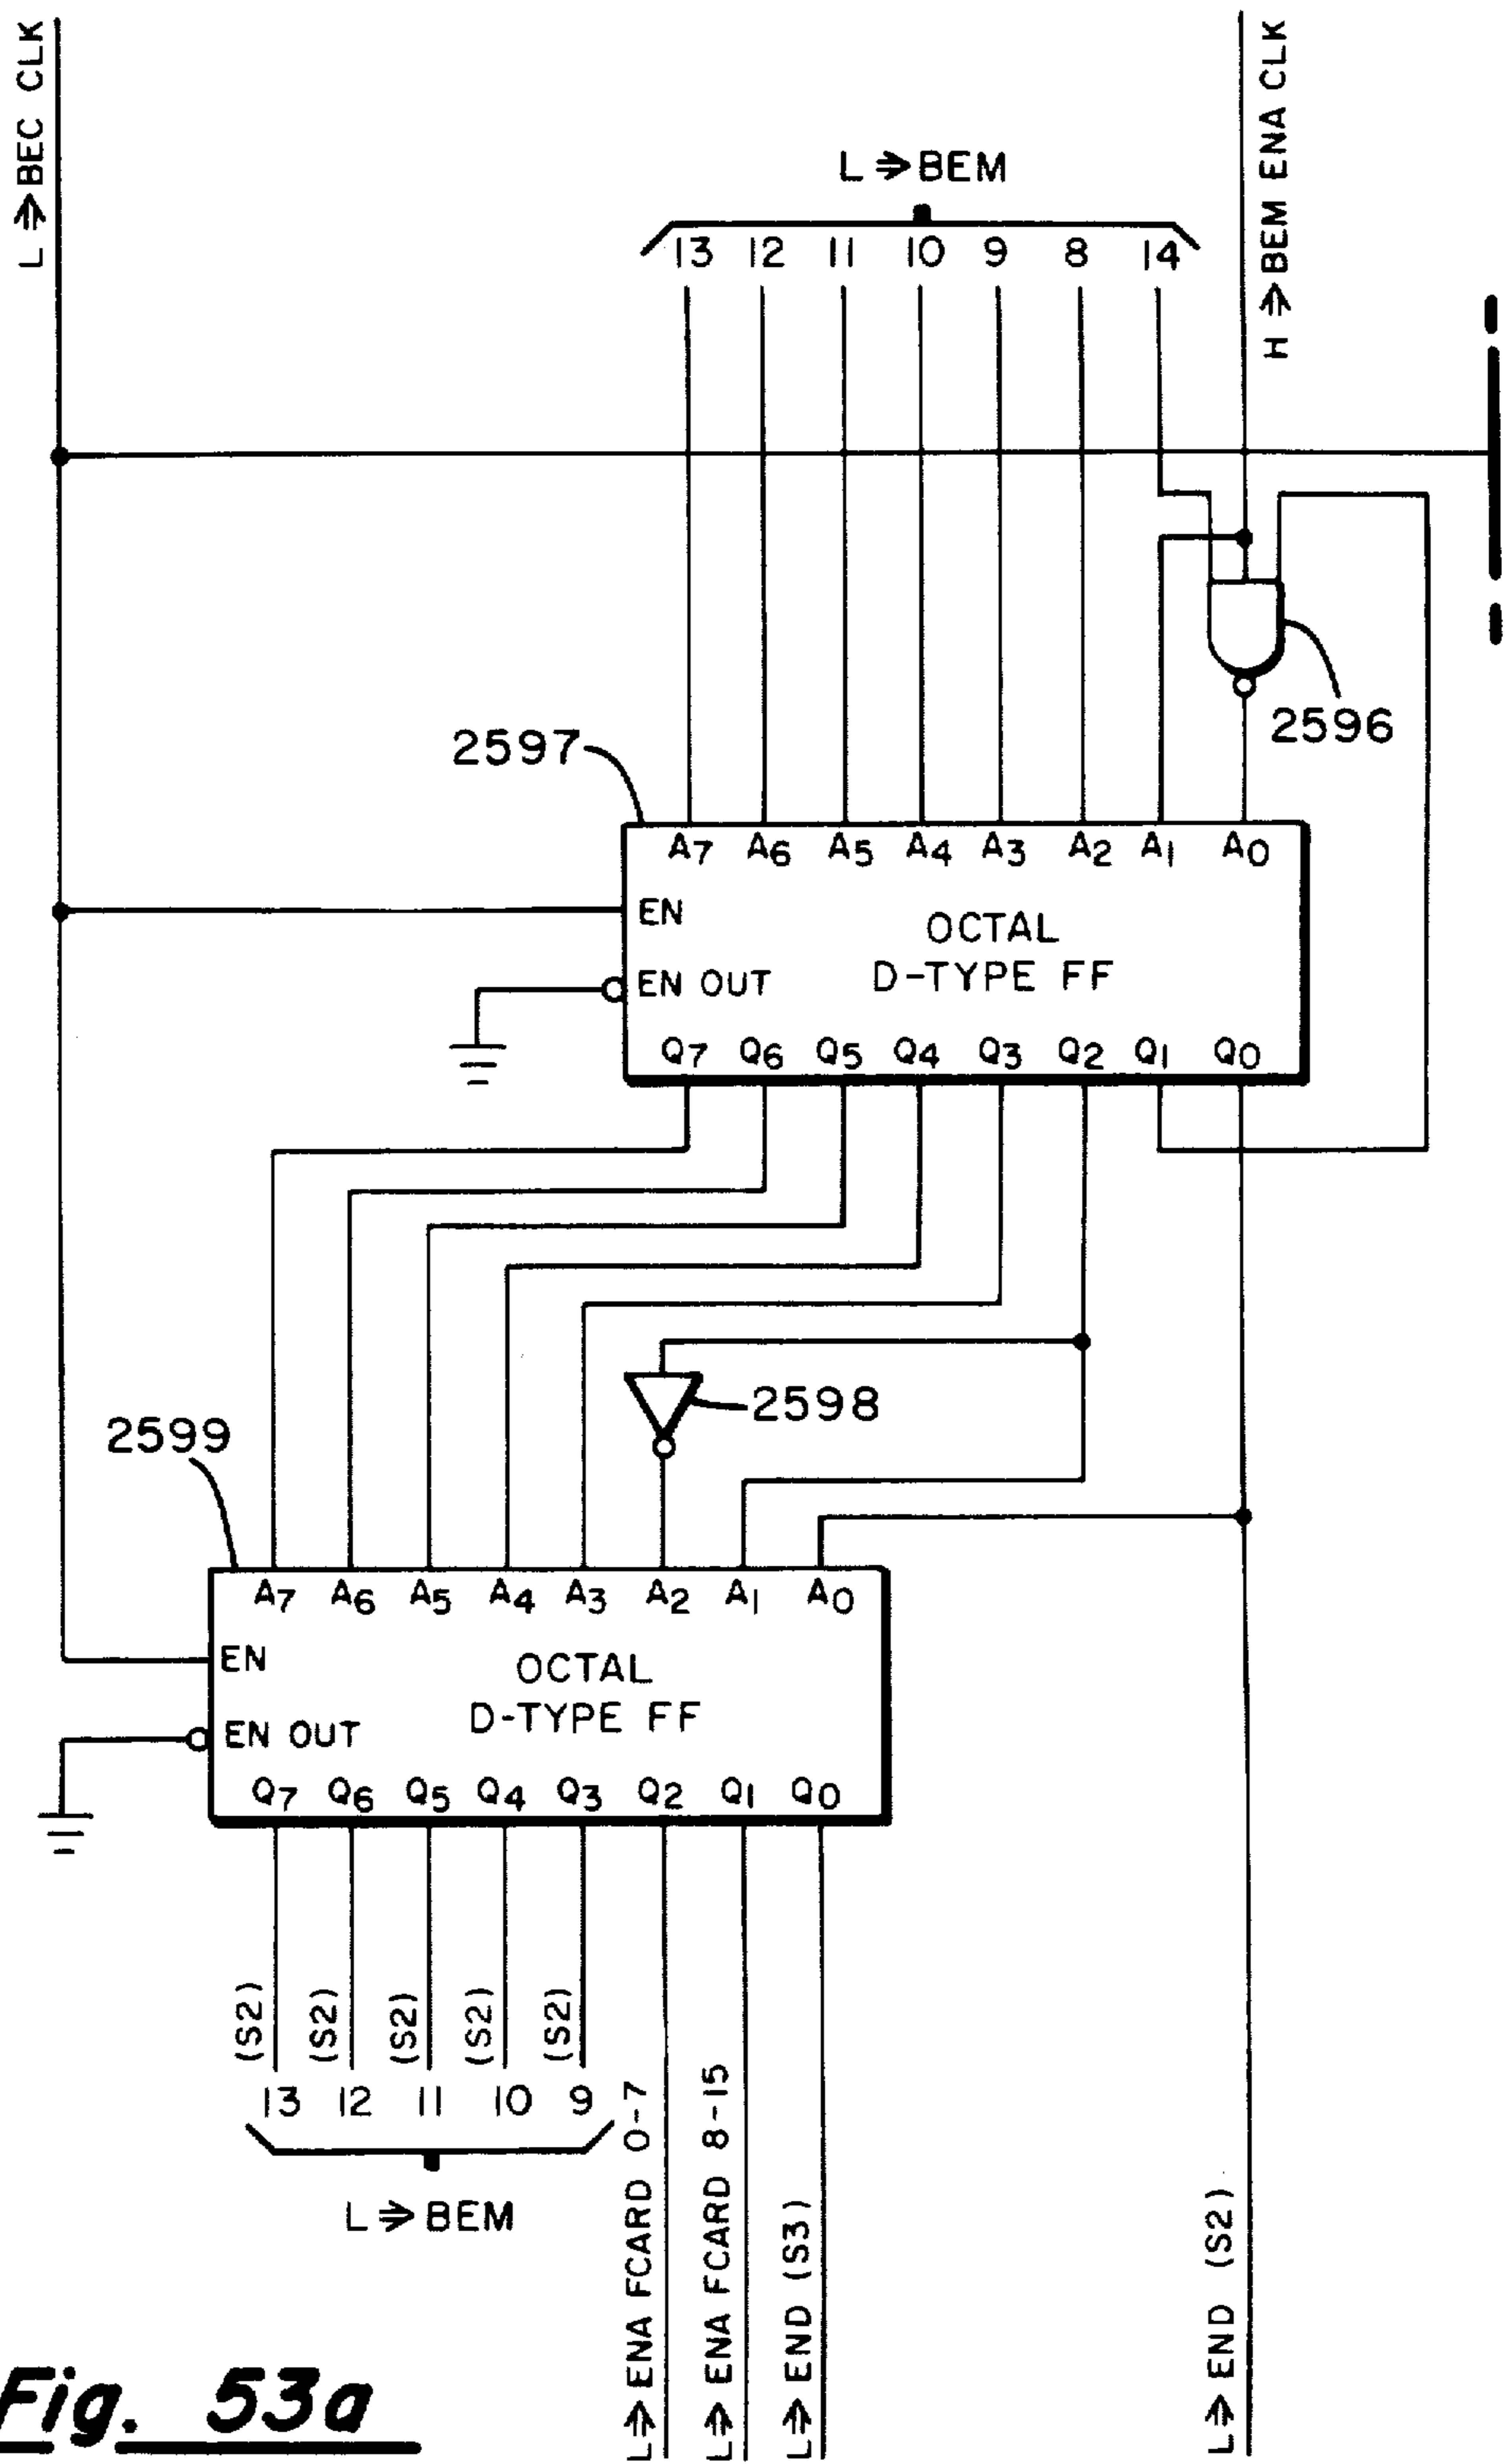 L ⇒ BEC CLK
H ⇒ BEM ENA CLK
L ⇒ BEM
13 12 11 10 9 8 14
2596
2597
A7 A6 A5 A4 A3 A2 A1 A0
EN
OCTAL
D-TYPE FF
EN OUT
Q7 Q6 Q5 Q4 Q3 Q2 Q1 Q0
2598
2599
A7 A6 A5 A4 A3 A2 A1 A0
EN
OCTAL
D-TYPE FF
EN OUT
Q7 Q6 Q5 Q4 Q3 Q2 Q1 Q0
(S2) (S2) (S2) (S2) (S2)
13 12 11 10 9
L ⇒ BEM
L ⇒ ENA FCARD 0-7
L ⇒ ENA FCARD 8-15
L ⇒ END (S3)
L ⇒ END (S2)
Fig. 53a